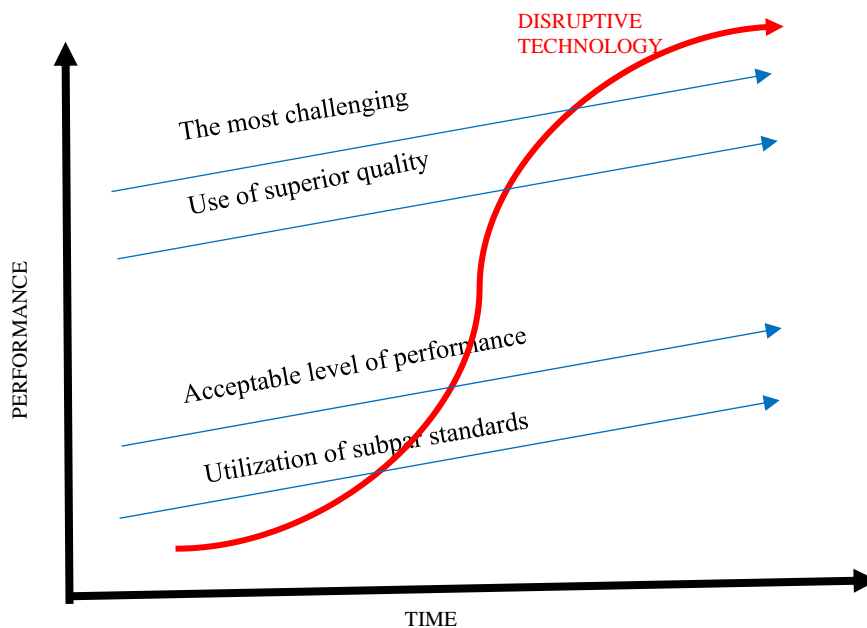 DISRUPTIVE
TECHNOLOGY
The most challenging
Use of superior quality
Acceptable level of performance
Utilization of subpar standards
PERFORMANCE
TIME